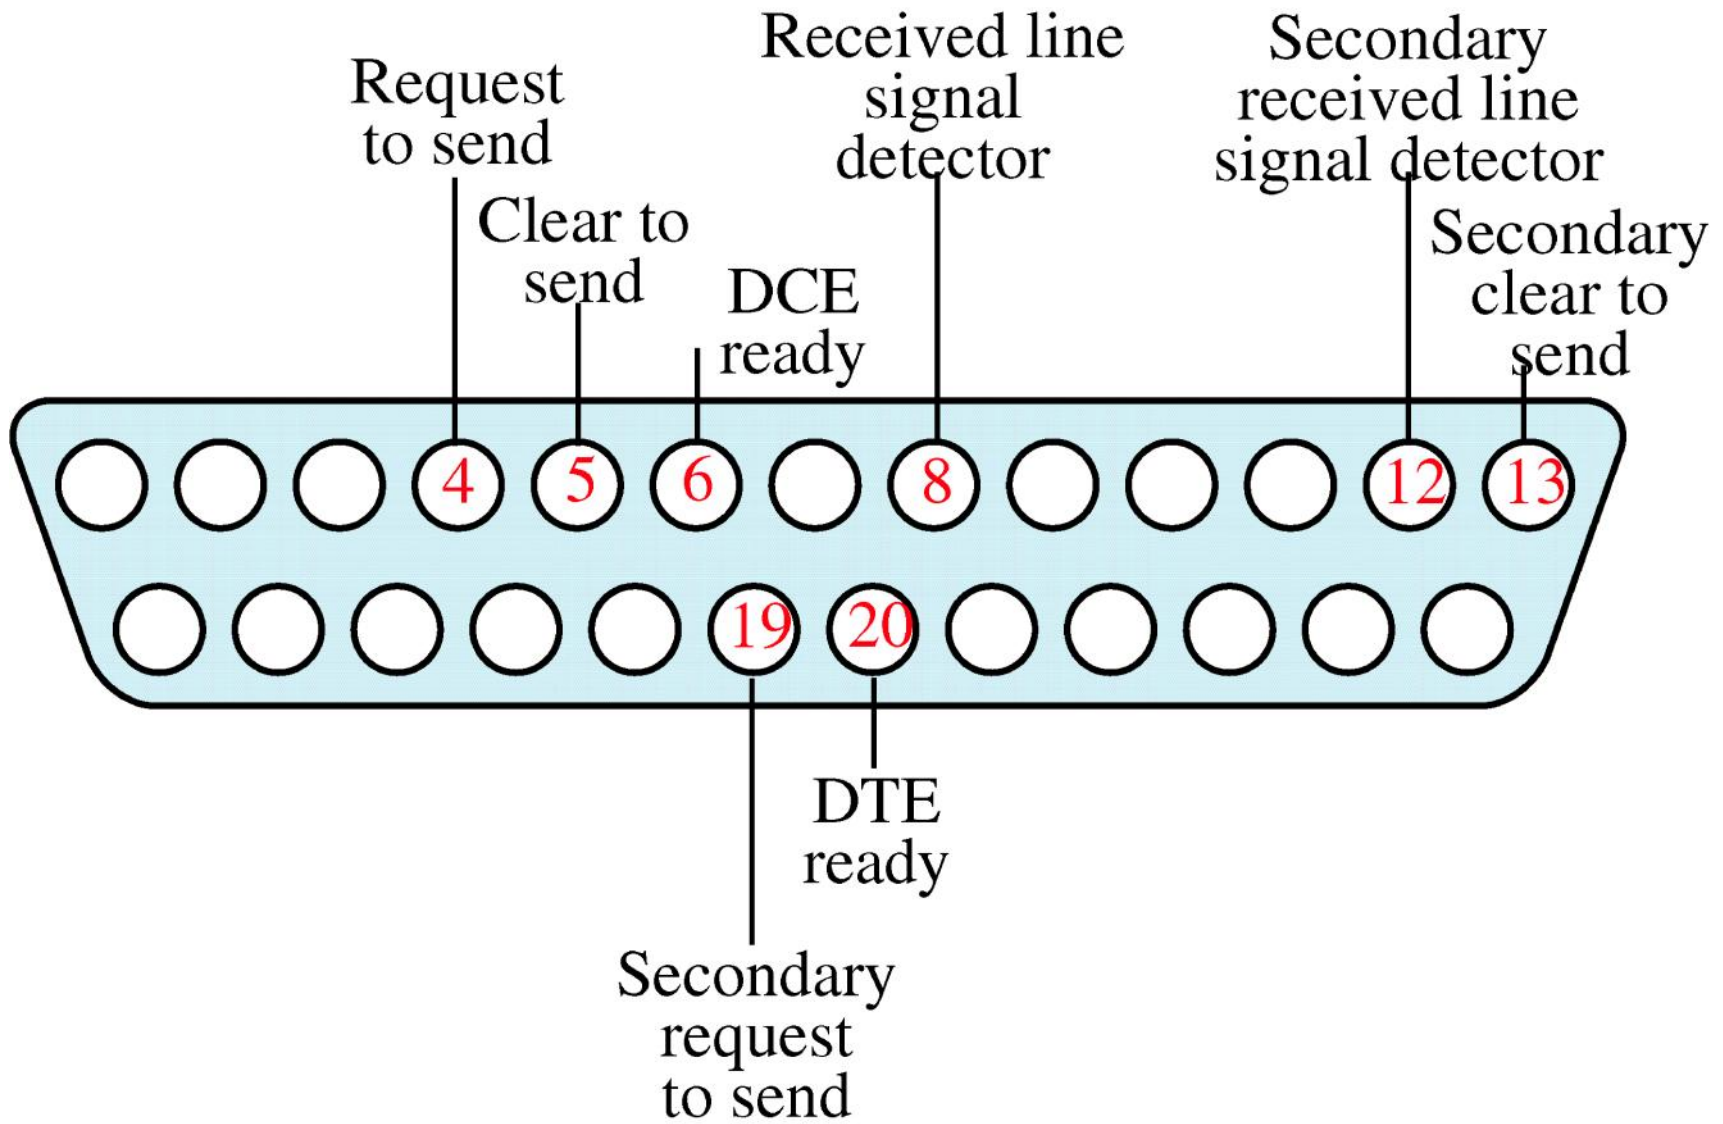 Request
to send
Clear to
send
DCE
ready
Received line
signal
detector
Secondary
received line
signal detector
Secondary
clear to
send
4 5 6 8 12 13
19 20
DTE
ready
Secondary
request
to send